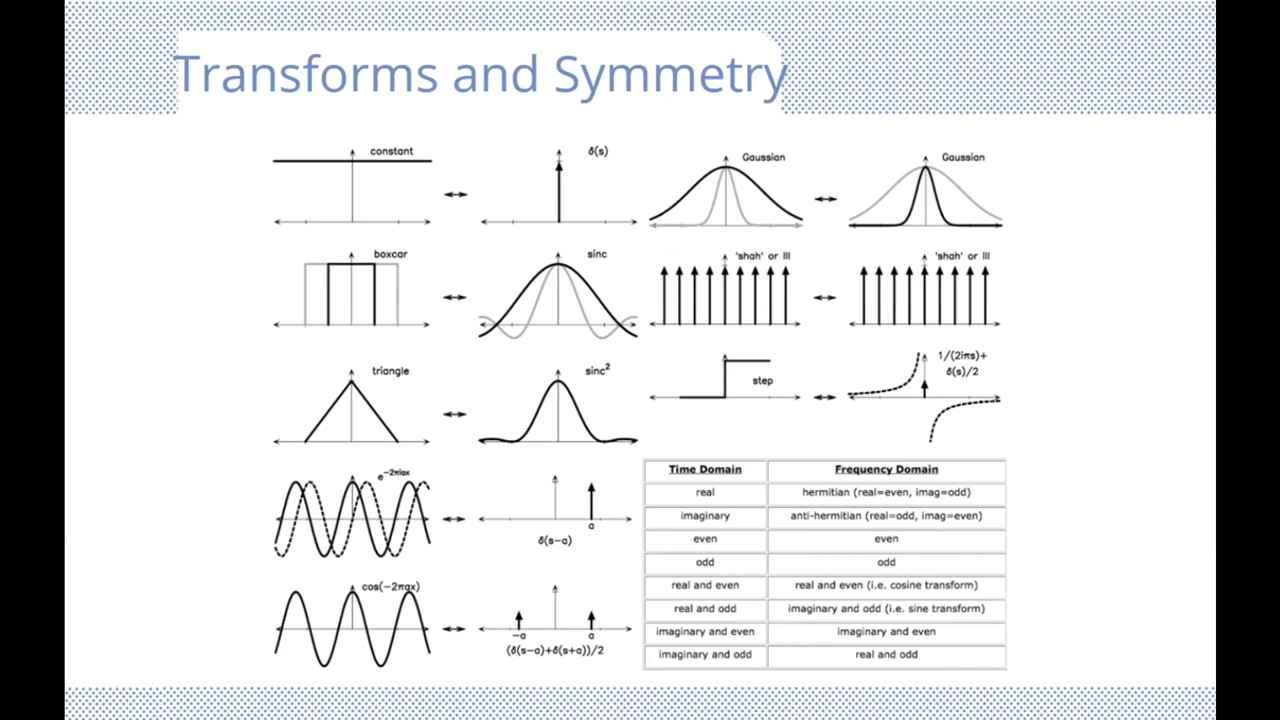 Transforms and Symmetry
constant
δ(s)
boxcar
sinc
triangle
sinc²
e^−2πiax
a
δ(s−a)
cos(−2πax)
−a a
(δ(s−a)+δ(s+a))/2
Gaussian
Gaussian
'shah' or III
'shah' or III
step
1/(2iπs)+
δ(s)/2
Time Domain Frequency Domain
real hermitian (real=even, imag=odd)
imaginary anti-hermitian (real=odd, imag=even)
even even
odd odd
real and even real and even (i.e. cosine transform)
real and odd imaginary and odd (i.e. sine transform)
imaginary and even imaginary and even
imaginary and odd real and odd